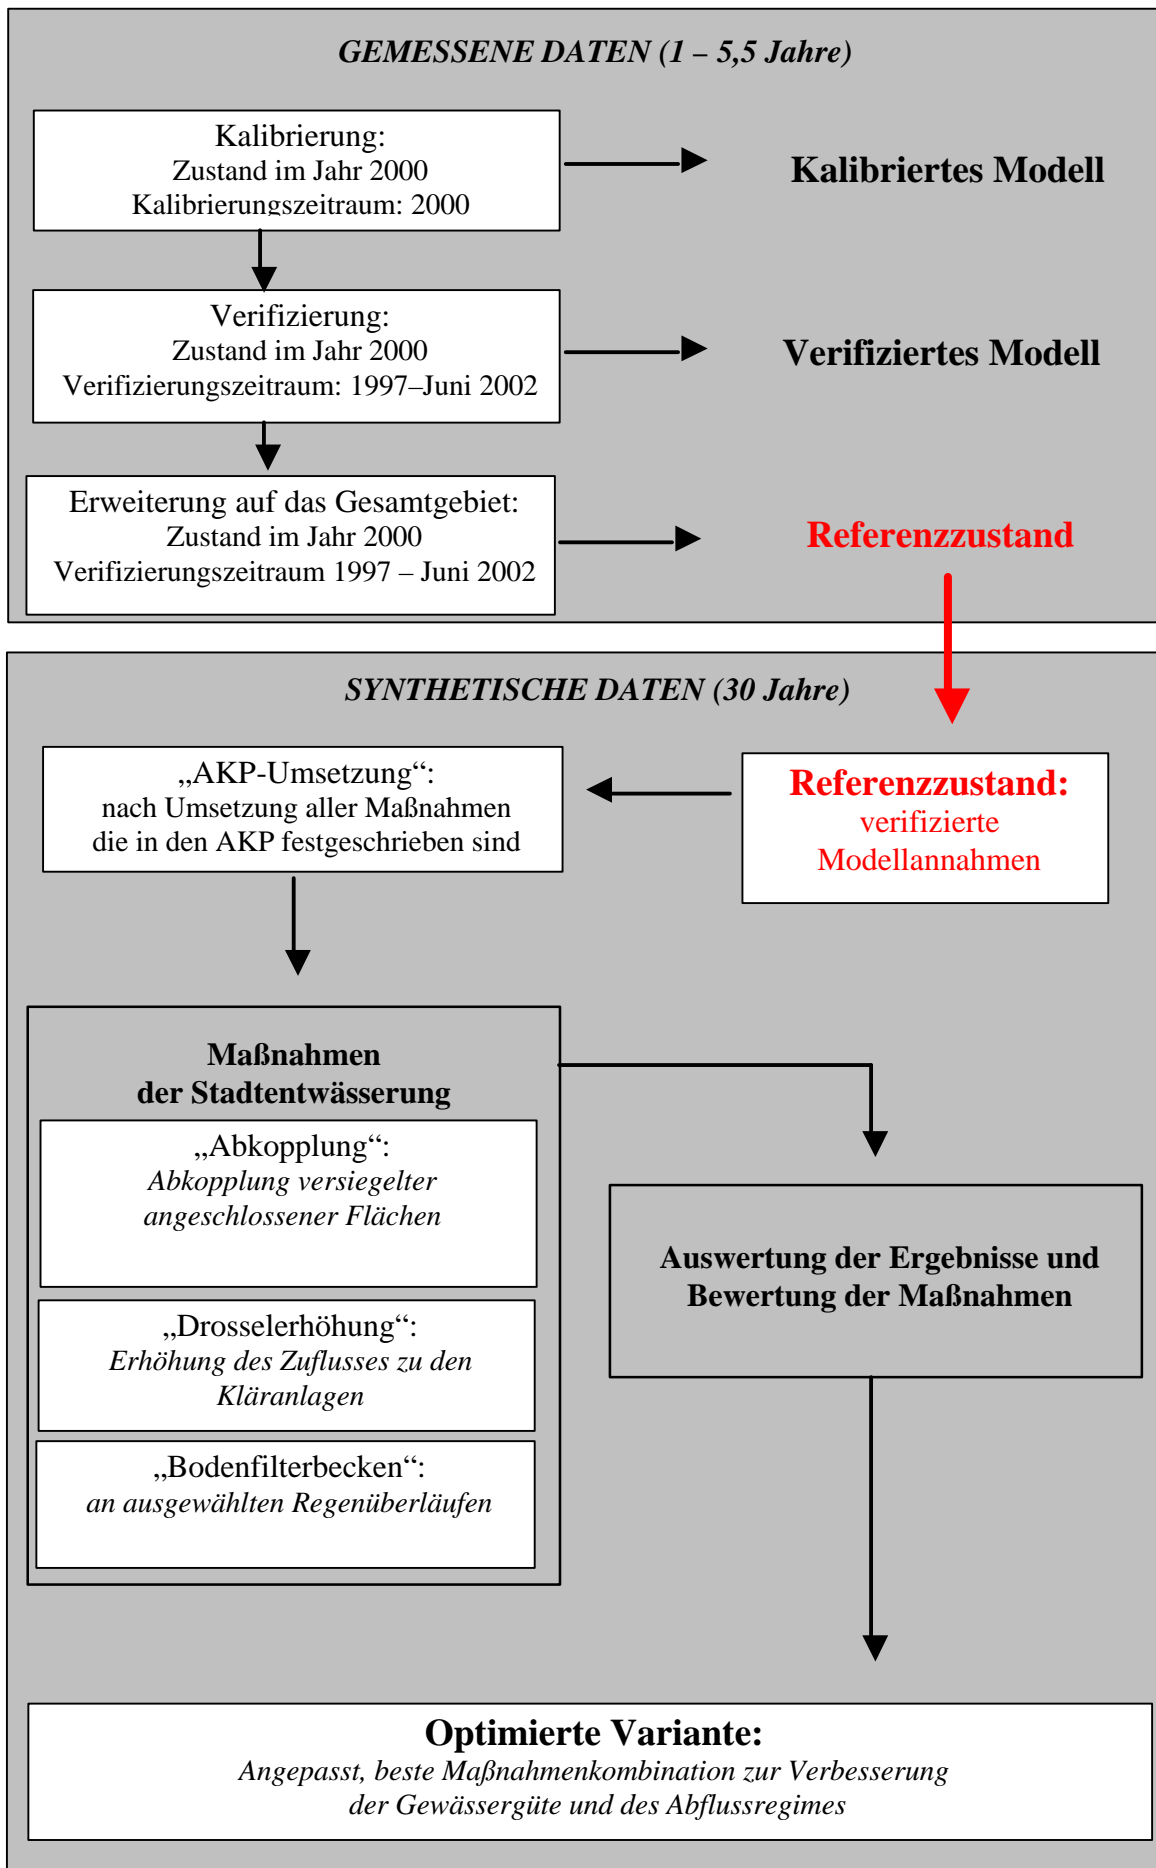 GEMESSENE DATEN (1 – 5,5 Jahre)
Kalibrierung:
Zustand im Jahr 2000
Kalibrierungszeitraum: 2000
Kalibriertes Modell
Verifizierung:
Zustand im Jahr 2000
Verifizierungszeitraum: 1997–Juni 2002
Verifiziertes Modell
Erweiterung auf das Gesamtgebiet:
Zustand im Jahr 2000
Verifizierungszeitraum 1997 – Juni 2002
Referenzzustand
SYNTHETISCHE DATEN (30 Jahre)
„AKP-Umsetzung“:
nach Umsetzung aller Maßnahmen
die in den AKP festgeschrieben sind
Referenzzustand:
verifizierte
Modellannahmen
Maßnahmen
der Stadtentwässerung
„Abkopplung“:
Abkopplung versiegelter
angeschlossener Flächen
„Drosselerhöhung“:
Erhöhung des Zuflusses zu den
Kläranlagen
„Bodenfilterbecken“:
an ausgewählten Regenüberläufen
Auswertung der Ergebnisse und
Bewertung der Maßnahmen
Optimierte Variante:
Angepasst, beste Maßnahmenkombination zur Verbesserung
der Gewässergüte und des Abflussregimes